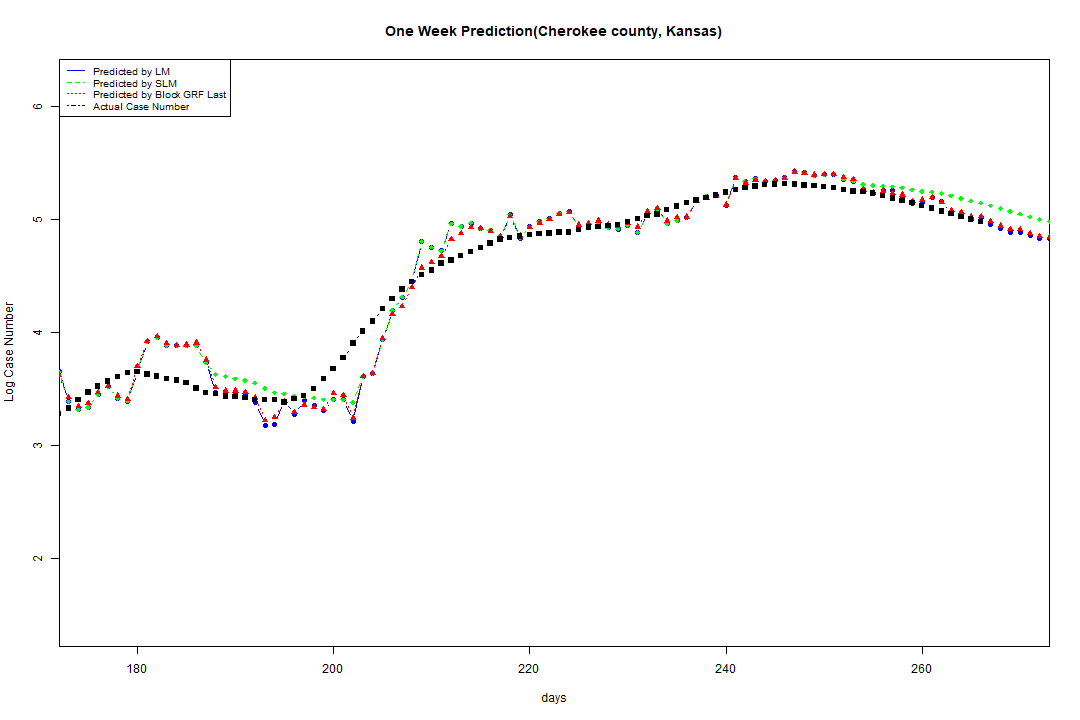 One Week Prediction(Cherokee county, Kansas)
Predicted by LM
Predicted by SLM
Predicted by Block GRF Last
Actual Case Number
6
5
4
3
2
Log Case Number
180 200 220 240 260
days